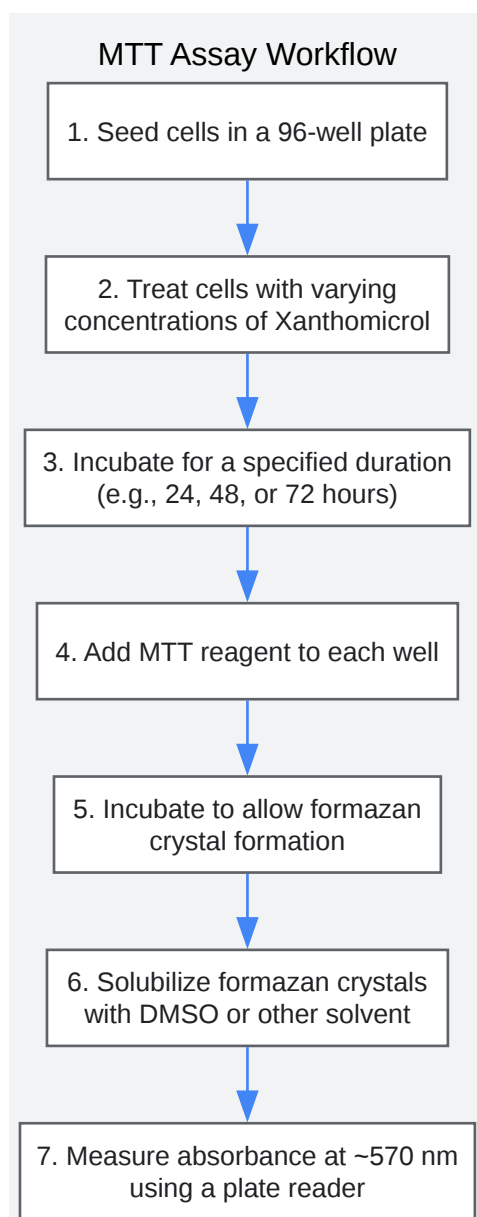 MTT Assay Workflow
1. Seed cells in a 96-well plate
2. Treat cells with varying
concentrations of Xanthomicrol
3. Incubate for a specified duration
(e.g., 24, 48, or 72 hours)
4. Add MTT reagent to each well
5. Incubate to allow formazan
crystal formation
6. Solubilize formazan crystals
with DMSO or other solvent
7. Measure absorbance at ~570 nm
using a plate reader